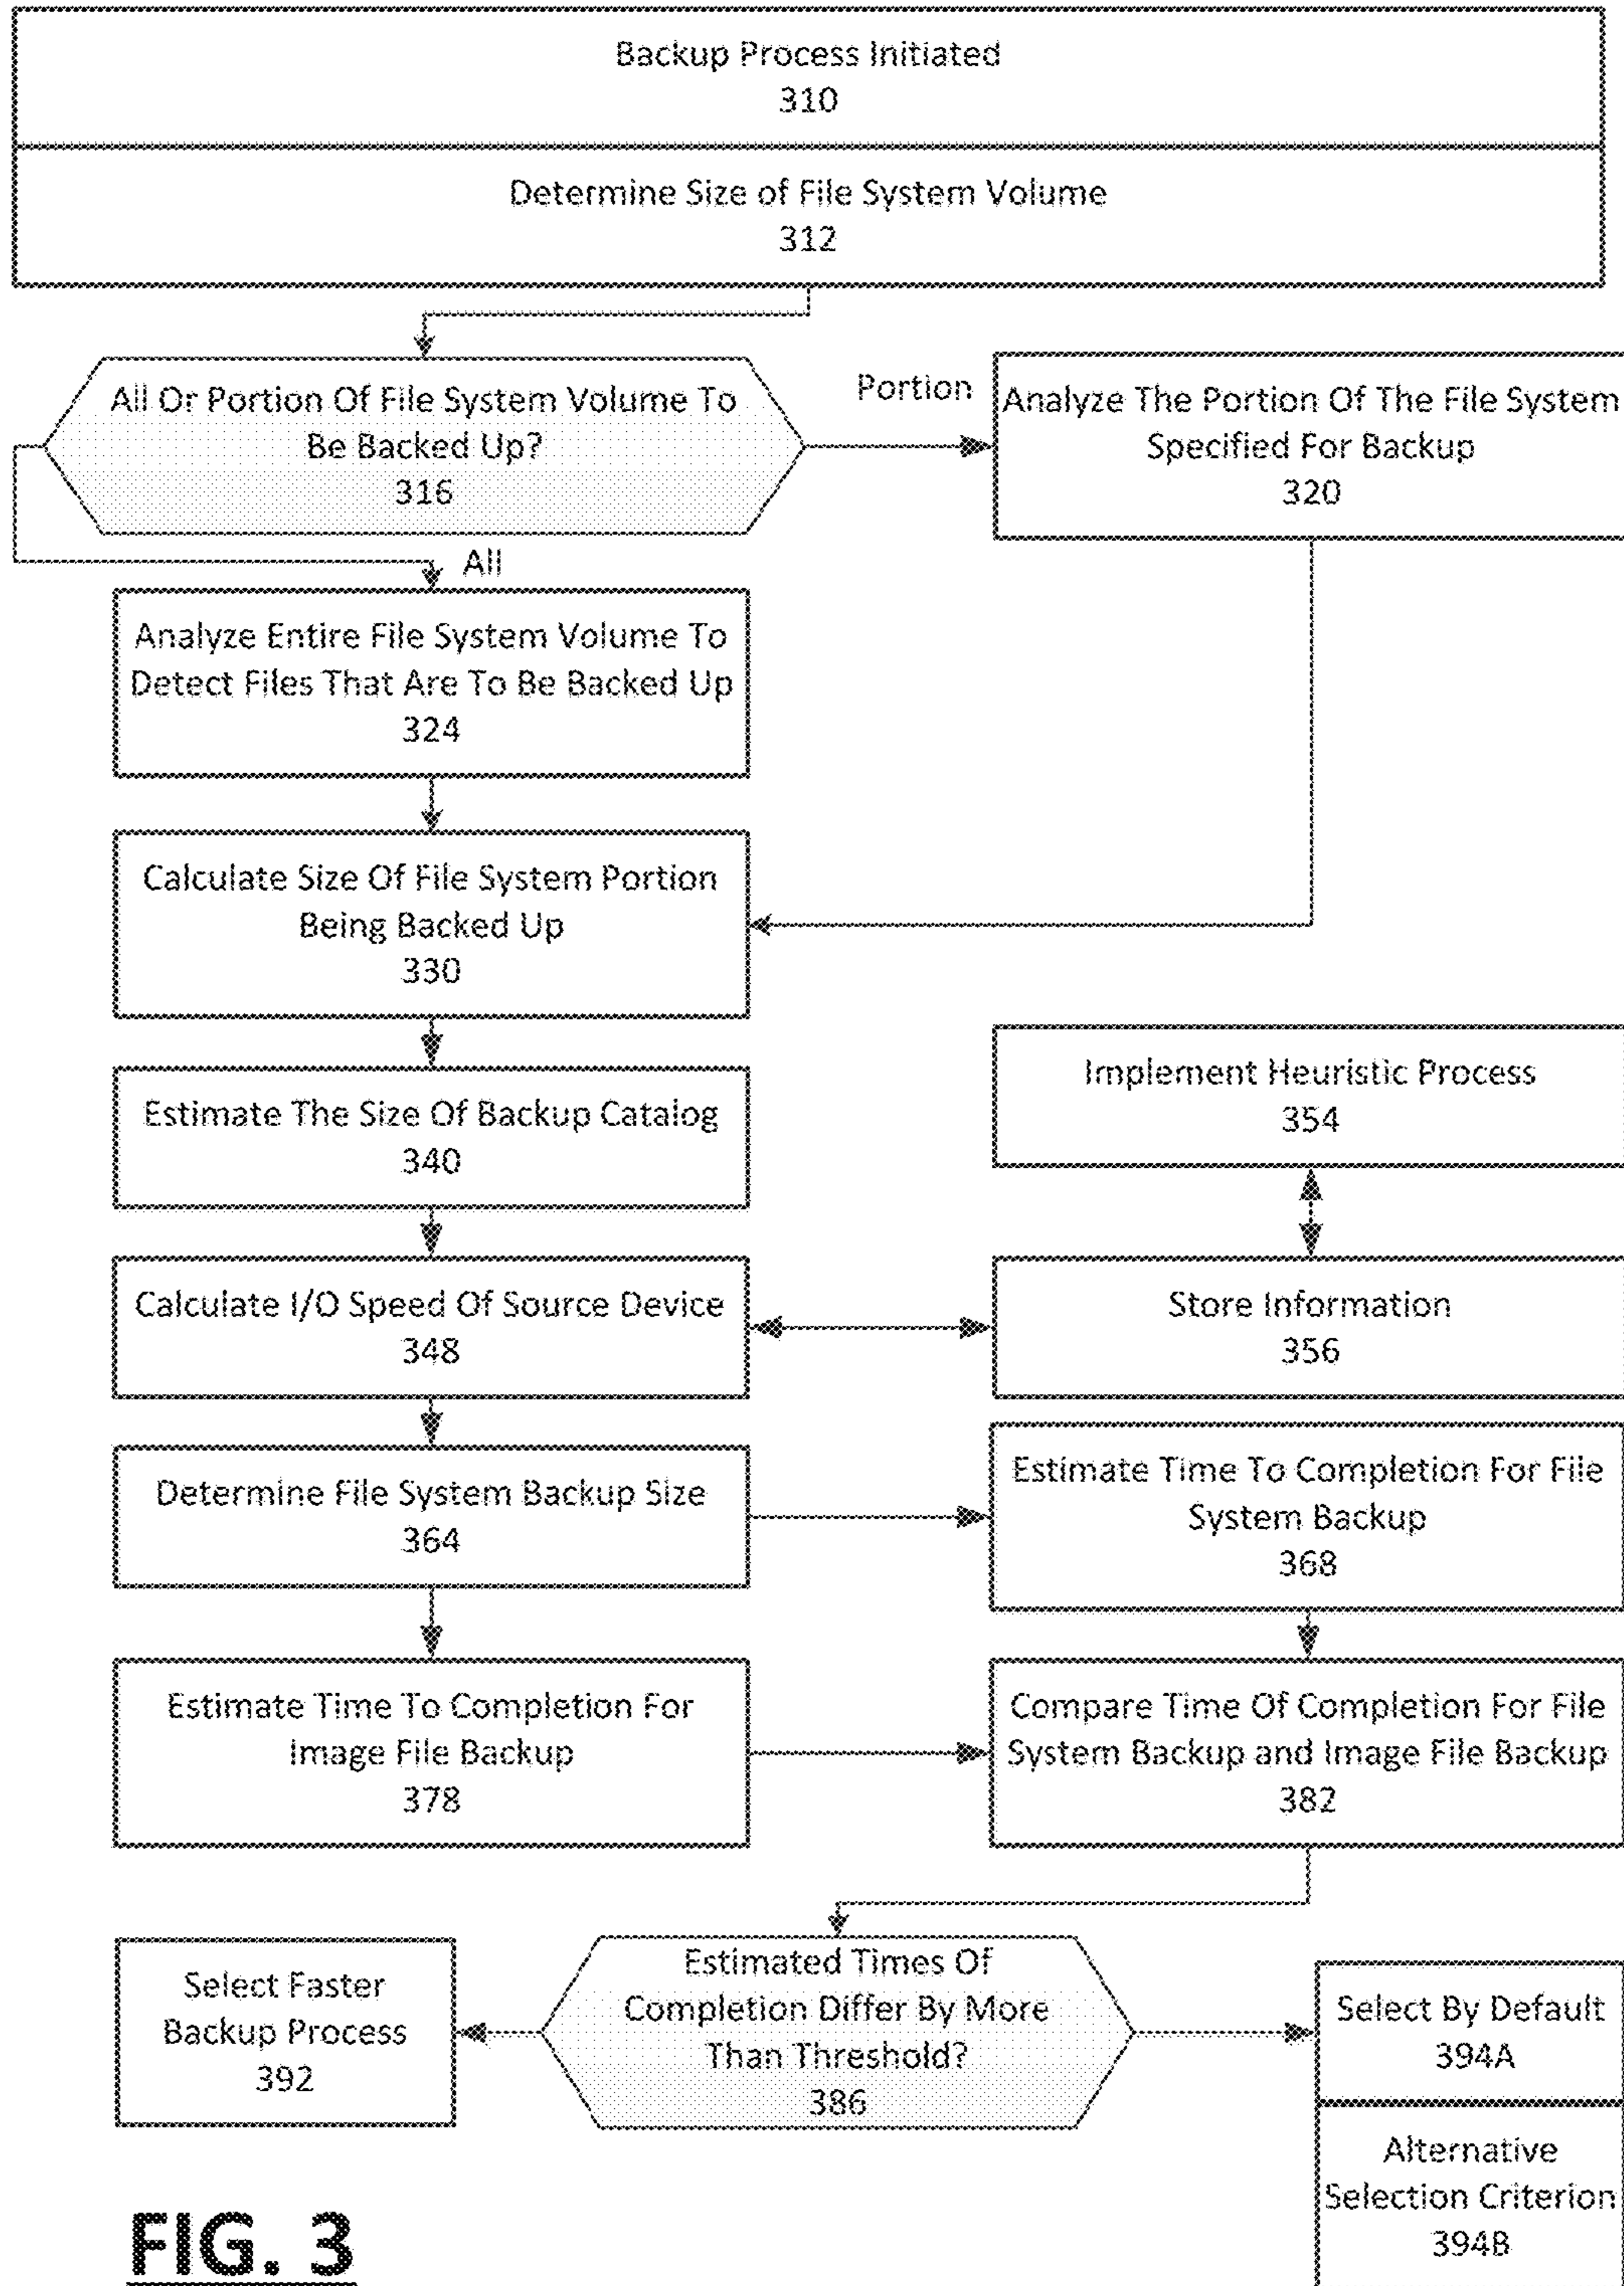 Backup Process Initiated
310
Determine Size of File System Volume
312
All Or Portion Of File System Volume To
Be Backed Up?
316
Portion
Analyze The Portion Of The File System
Specified For Backup
320
All
Analyze Entire File System Volume To
Detect Files That Are To Be Backed Up
324
Calculate Size Of File System Portion
Being Backed Up
330
Estimate The Size Of Backup Catalog
340
Implement Heuristic Process
354
Calculate I/O Speed Of Source Device
348
Store Information
356
Determine File System Backup Size
364
Estimate Time To Completion For File
System Backup
368
Estimate Time To Completion For
Image File Backup
378
Compare Time Of Completion For File
System Backup and Image File Backup
382
Select Faster
Backup Process
392
Estimated Times Of
Completion Differ By More
Than Threshold?
386
Select By Default
394A
Alternative
Selection Criterion
394B
FIG. 3